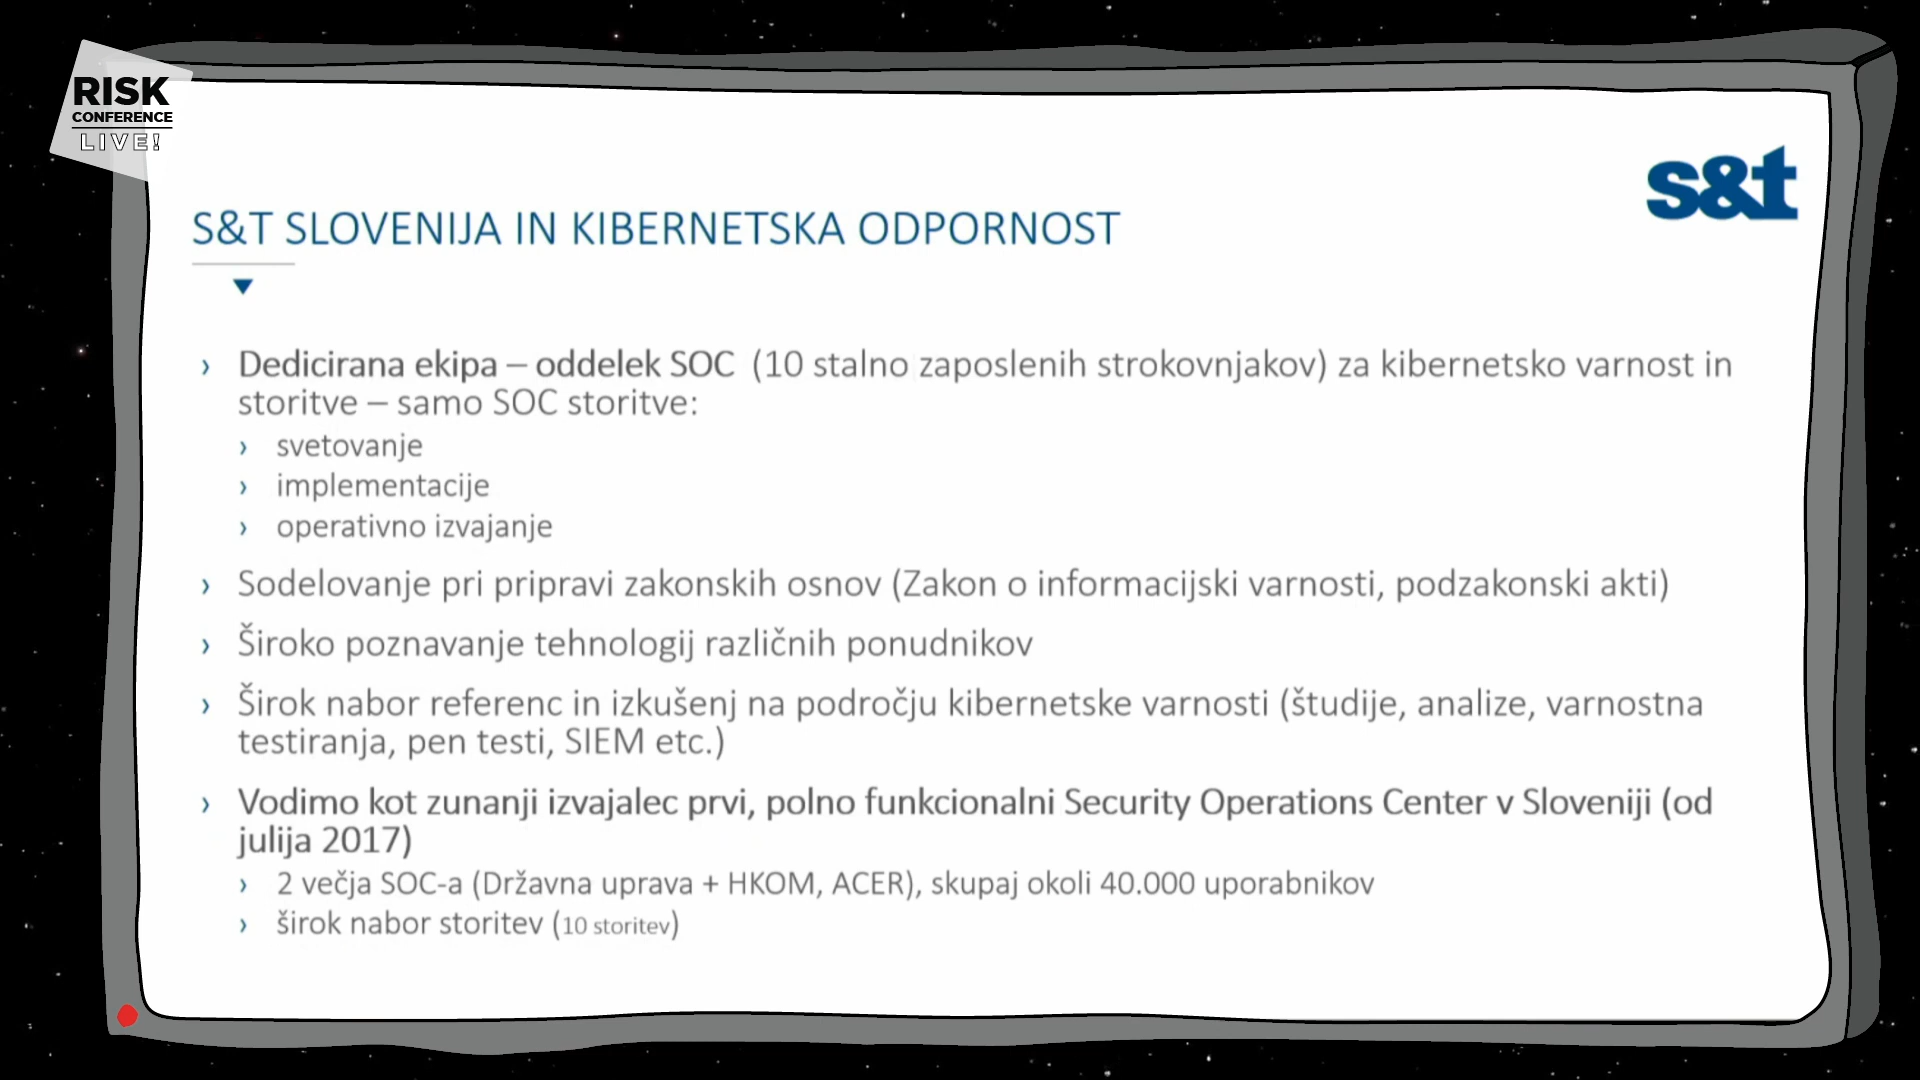 RISK
CONFERENCE
LIVE!
s&t
S&T SLOVENIJA IN KIBERNETSKA ODPORNOST
› Dedicirana ekipa – oddelek SOC (10 stalno zaposlenih strokovnjakov) za kibernetsko varnost in
storitve – samo SOC storitve:
› svetovanje
› implementacije
› operativno izvajanje
› Sodelovanje pri pripravi zakonskih osnov (Zakon o informacijski varnosti, podzakonski akti)
› Široko poznavanje tehnologij različnih ponudnikov
› Širok nabor referenc in izkušenj na področju kibernetske varnosti (študije, analize, varnostna
testiranja, pen testi, SIEM etc.)
› Vodimo kot zunanji izvajalec prvi, polno funkcionalni Security Operations Center v Sloveniji (od
julija 2017)
› 2 večja SOC-a (Državna uprava + HKOM, ACER), skupaj okoli 40.000 uporabnikov
› širok nabor storitev (10 storitev)